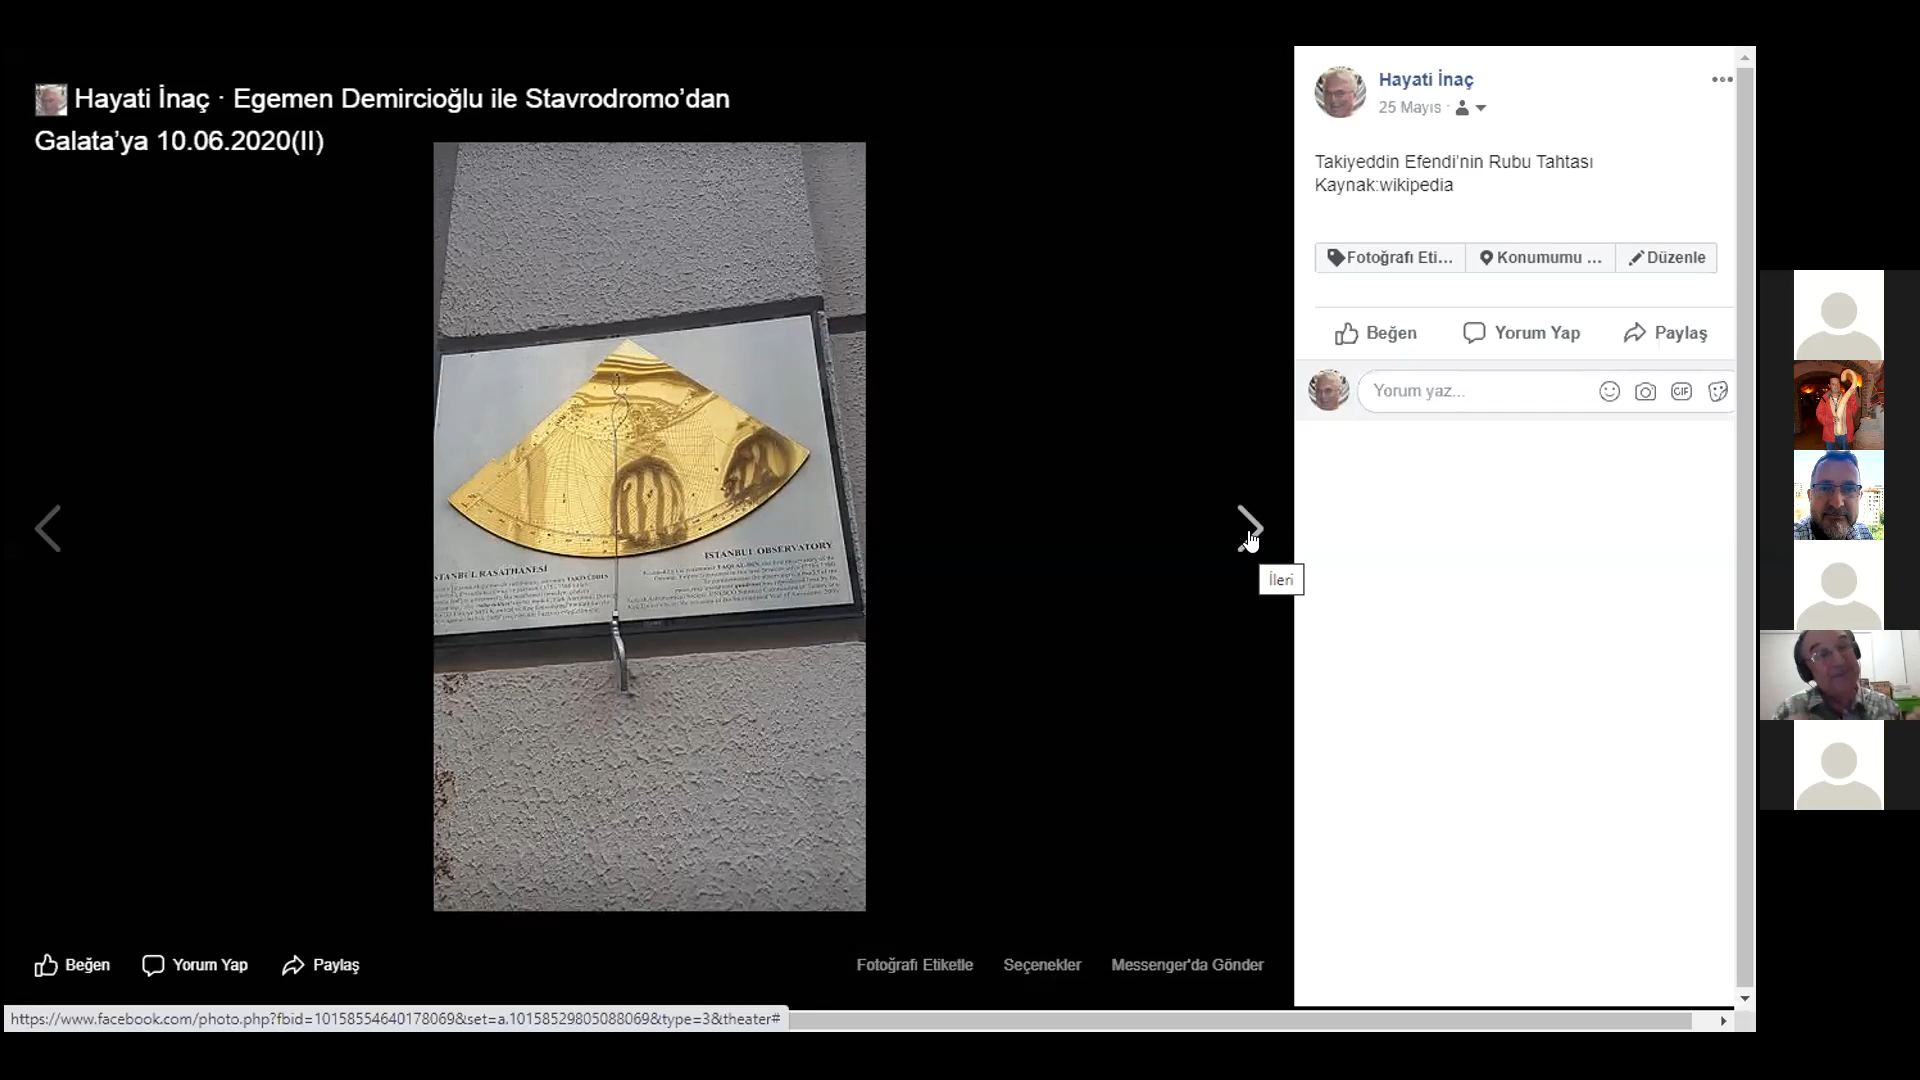 Hayati İnaç · Egemen Demircioğlu ile Stavrodromo’dan
Galata’ya 10.06.2020(II)
STANBUL RASATHANESİ
ISTANBUL OBSERVATORY
Beğen
Yorum Yap
Paylaş
Fotoğrafı Etiketle
Seçenekler
Messenger'da Gönder
https://www.facebook.com/photo.php?fbid=10158554640178069&set=a.10158529805088069&type=3&theater#
İleri
Hayati İnaç
25 Mayıs ·
Takiyeddin Efendi’nin Rubu Tahtası
Kaynak:wikipedia
Fotoğrafı Eti...
Konumumu ...
Düzenle
Beğen
Yorum Yap
Paylaş
Yorum yaz...
GIF